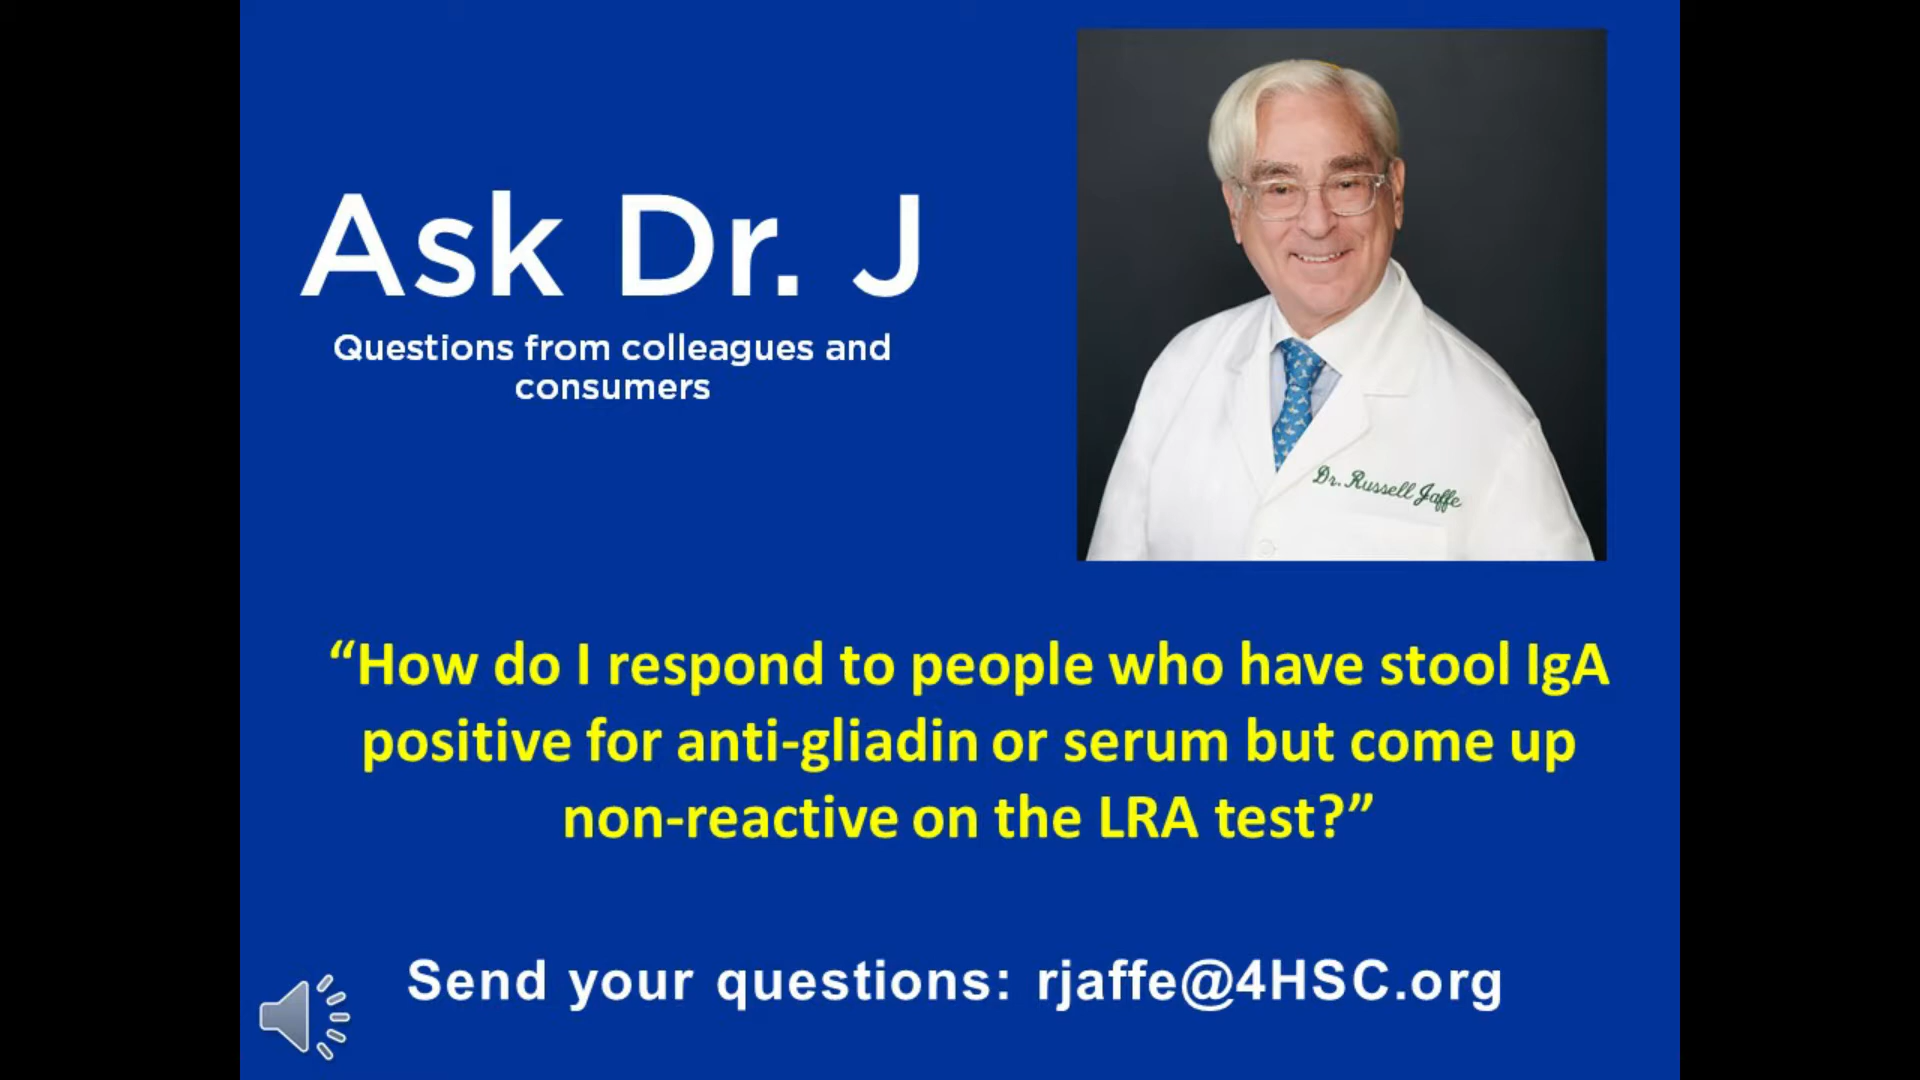 Ask Dr. J
Questions from colleagues and
consumers
Dr. Russell Jaffe
“How do I respond to people who have stool IgA
positive for anti-gliadin or serum but come up
non-reactive on the LRA test?”
Send your questions: rjaffe@4HSC.org